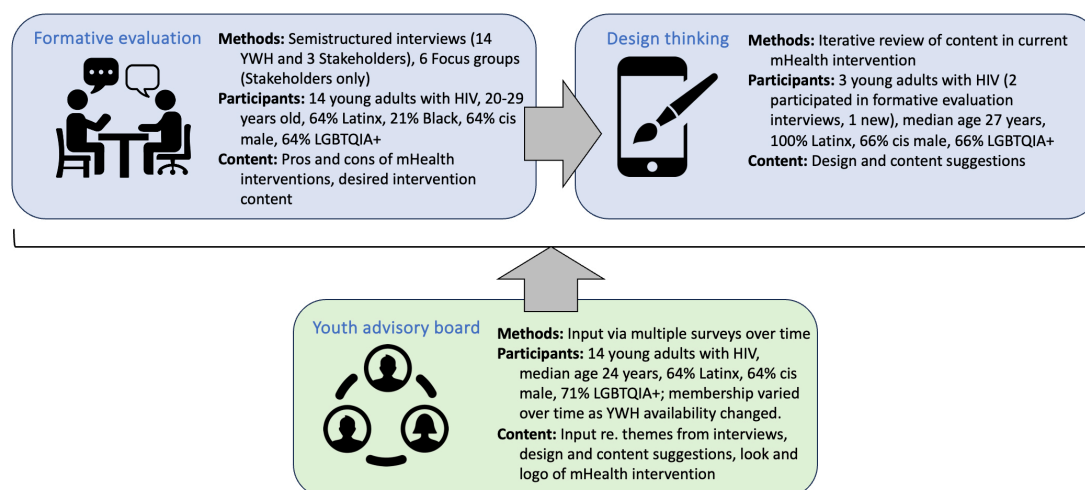 Formative evaluation
Methods: Semistructured interviews (14
YWH and 3 Stakeholders), 6 Focus groups
(Stakeholders only)
Participants: 14 young adults with HIV, 20-29
years old, 64% Latinx, 21% Black, 64% cis
male, 64% LGBTQIA+
Content: Pros and cons of mHealth
interventions, desired intervention
content
Design thinking
Methods: Iterative review of content in current
mHealth intervention
Participants: 3 young adults with HIV (2
participated in formative evaluation
interviews, 1 new), median age 27 years,
100% Latinx, 66% cis male, 66% LGBTQIA+
Content: Design and content suggestions
Youth advisory board
Methods: Input via multiple surveys over time
Participants: 14 young adults with HIV,
median age 24 years, 64% Latinx, 64% cis
male, 71% LGBTQIA+; membership varied
over time as YWH availability changed.
Content: Input re. themes from interviews,
design and content suggestions, look and
logo of mHealth intervention